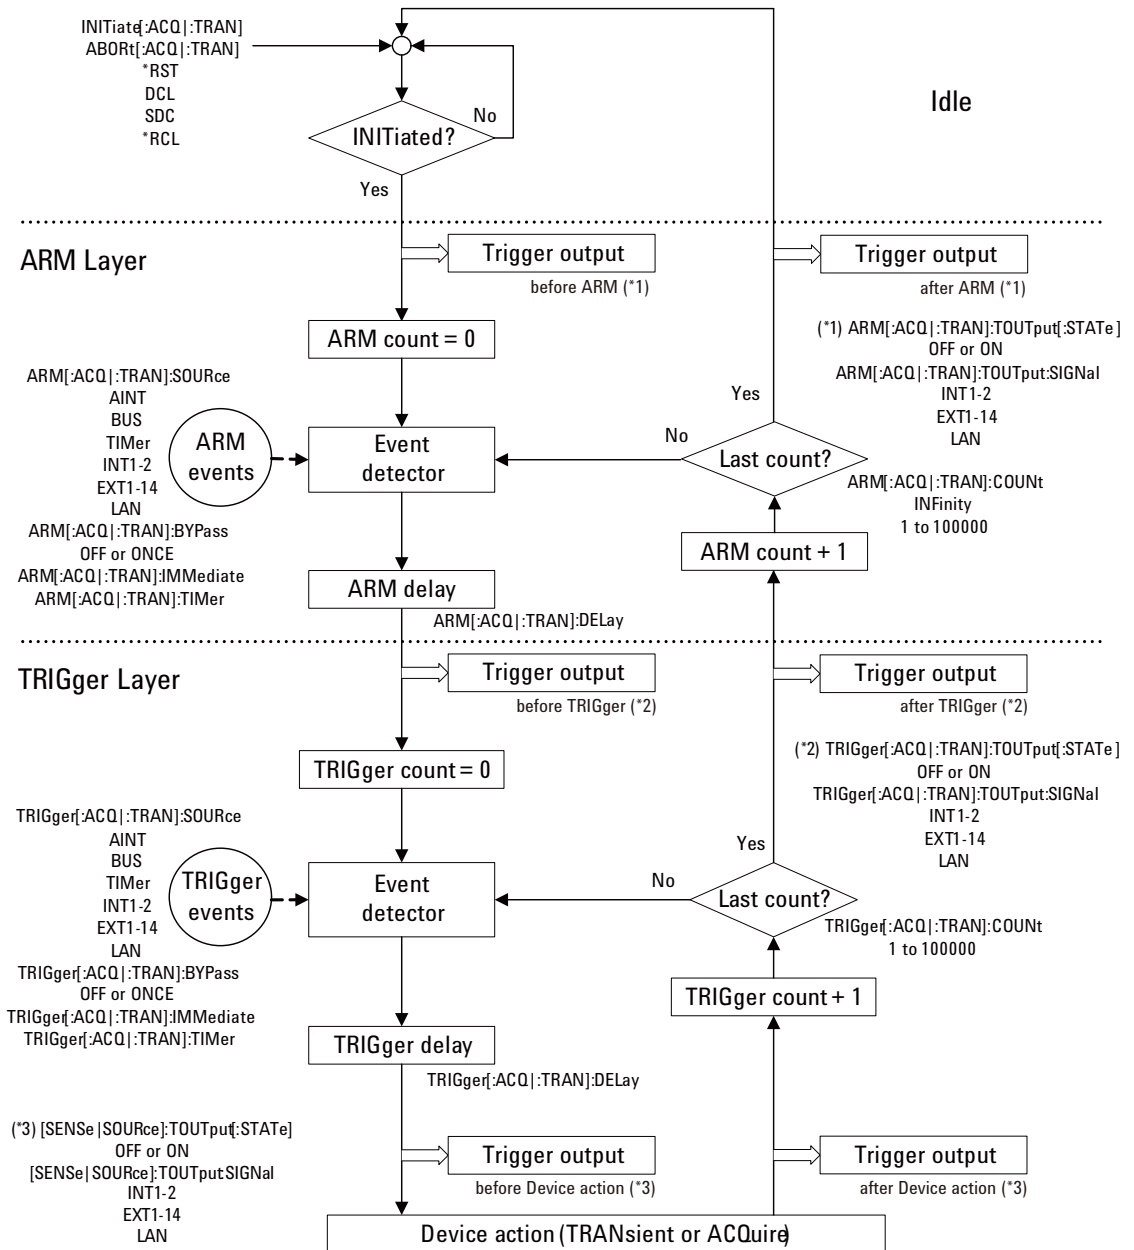 INITiate[:ACQ|:TRAN]
ABORt[:ACQ|:TRAN]
*RST
DCL
SDC
*RCL
INITiated?
No
Yes
Idle
ARM Layer
Trigger output
before ARM (*1)
Trigger output
after ARM (*1)
ARM count = 0
(*1) ARM[:ACQ|:TRAN]:TOUTput[:STATe]
OFF or ON
ARM[:ACQ|:TRAN]:TOUTput:SIGNal
INT1-2
EXT1-14
LAN
ARM[:ACQ|:TRAN]:SOURce
AINT
BUS
TIMer
INT1-2
EXT1-14
LAN
ARM[:ACQ|:TRAN]:BYPass
OFF or ONCE
ARM[:ACQ|:TRAN]:IMMediate
ARM[:ACQ|:TRAN]:TIMer
ARM
events
Event
detector
No
Yes
Last count?
ARM[:ACQ|:TRAN]:COUNt
INFinity
1 to 100000
ARM count + 1
ARM delay
ARM[:ACQ|:TRAN]:DELay
TRIGger Layer
Trigger output
before TRIGger (*2)
Trigger output
after TRIGger (*2)
TRIGger count = 0
(*2) TRIGger[:ACQ|:TRAN]:TOUTput[:STATe]
OFF or ON
TRIGger[:ACQ|:TRAN]:TOUTput:SIGNal
INT1-2
EXT1-14
LAN
TRIGger[:ACQ|:TRAN]:SOURce
AINT
BUS
TIMer
INT1-2
EXT1-14
LAN
TRIGger[:ACQ|:TRAN]:BYPass
OFF or ONCE
TRIGger[:ACQ|:TRAN]:IMMediate
TRIGger[:ACQ|:TRAN]:TIMer
TRIGger
events
Event
detector
No
Yes
Last count?
TRIGger[:ACQ|:TRAN]:COUNt
1 to 100000
TRIGger count + 1
TRIGger delay
TRIGger[:ACQ|:TRAN]:DELay
(*3) [SENSe|SOURce]:TOUTput[:STATe]
OFF or ON
[SENSe|SOURce]:TOUTput:SIGNal
INT1-2
EXT1-14
LAN
Trigger output
before Device action (*3)
Trigger output
after Device action (*3)
Device action (TRANsient or ACQuire)